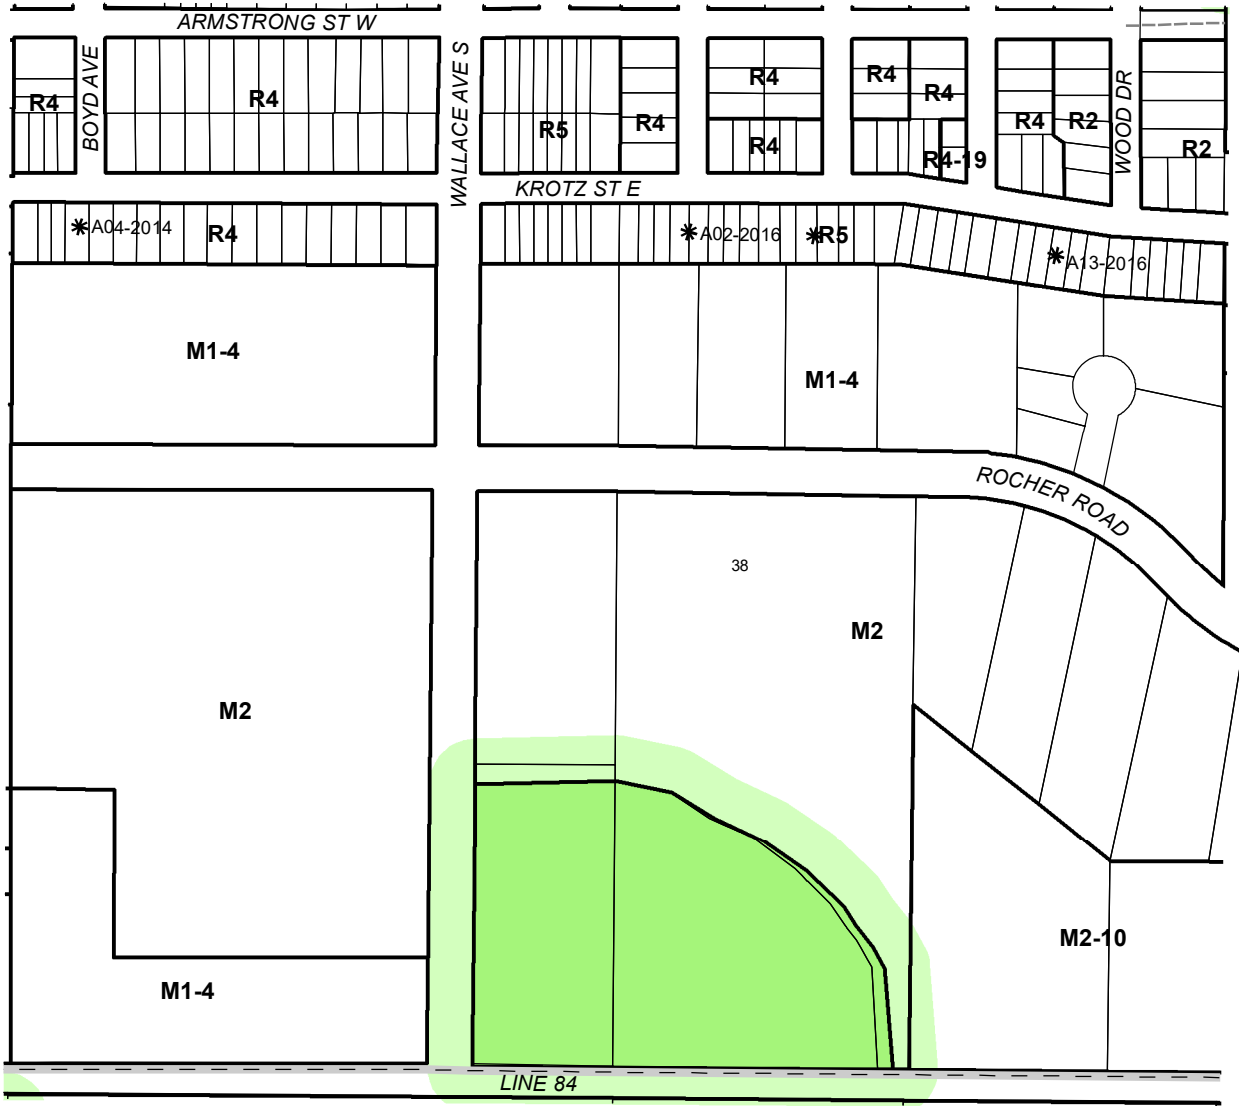 ARMSTRONG ST W
BOYD AVE
WALLACE AVE S
WOOD DR
R4
R4
R5
R4
R4
R4
R4
R4
R4-19
R4
R2
R2
KROTZ ST E
A04-2014
R4
A02-2016
R5
A13-2016
M1-4
M1-4
ROCHER ROAD
38
M2
M2
M2-10
M1-4
LINE 84